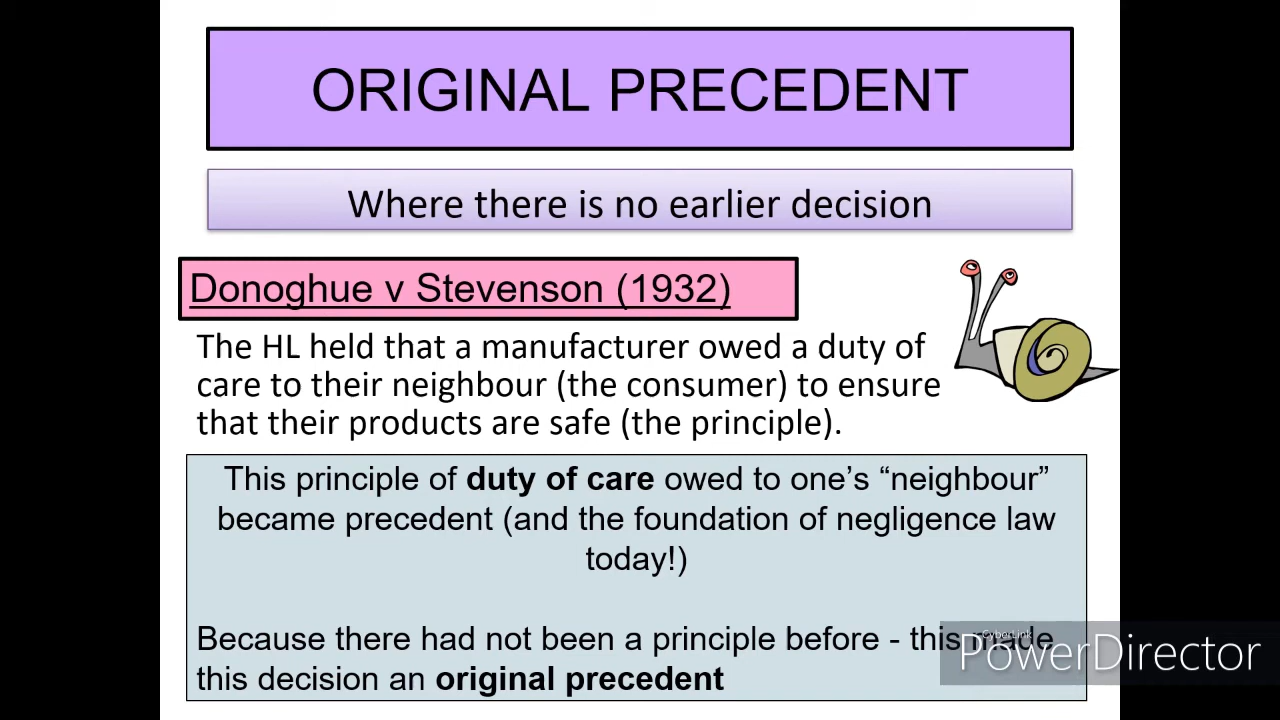 ORIGINAL PRECEDENT
Where there is no earlier decision
Donoghue v Stevenson (1932)
The HL held that a manufacturer owed a duty of
care to their neighbour (the consumer) to ensure
that their products are safe (the principle).
This principle of duty of care owed to one’s “neighbour”
became precedent (and the foundation of negligence law
today!)
Because there had not been a principle before - this made
this decision an original precedent
CyberLink
PowerDirector